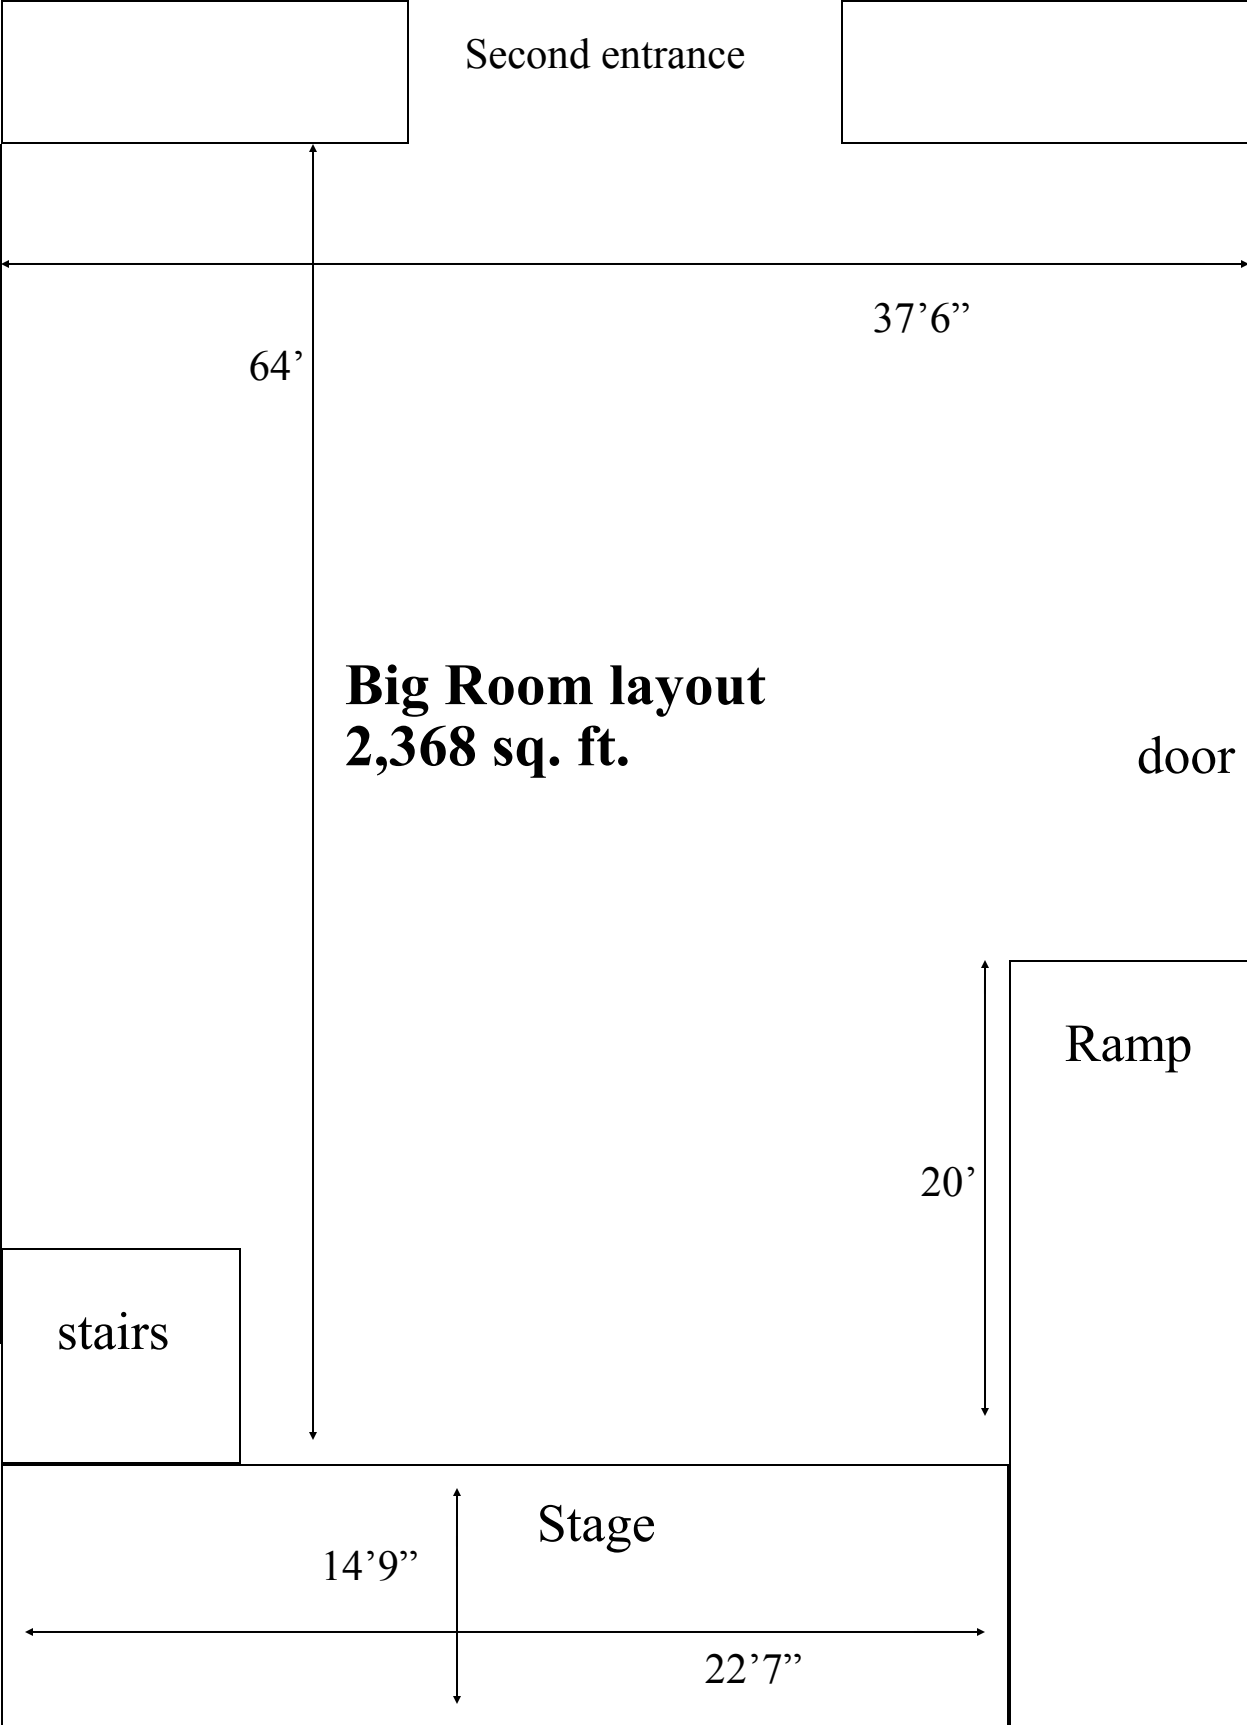 Second entrance
37’6”
64’
Big Room layout
2,368 sq. ft.
door
Ramp
20’
stairs
Stage
14’9”
22’7”